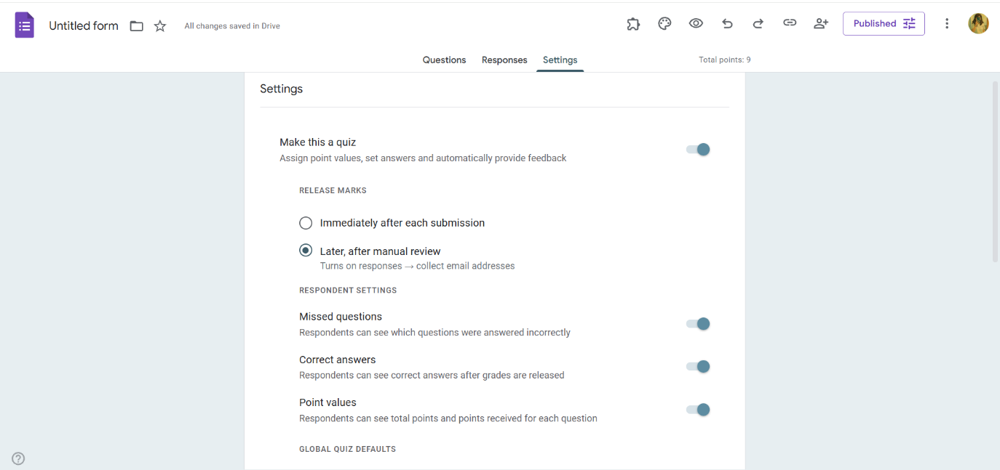 Untitled form
All changes saved in Drive
Published
Questions
Responses
Settings
Total points: 9
Settings
Make this a quiz
Assign point values, set answers and automatically provide feedback
RELEASE MARKS
Immediately after each submission
Later, after manual review
Turns on responses → collect email addresses
RESPONDENT SETTINGS
Missed questions
Respondents can see which questions were answered incorrectly
Correct answers
Respondents can see correct answers after grades are released
Point values
Respondents can see total points and points received for each question
GLOBAL QUIZ DEFAULTS